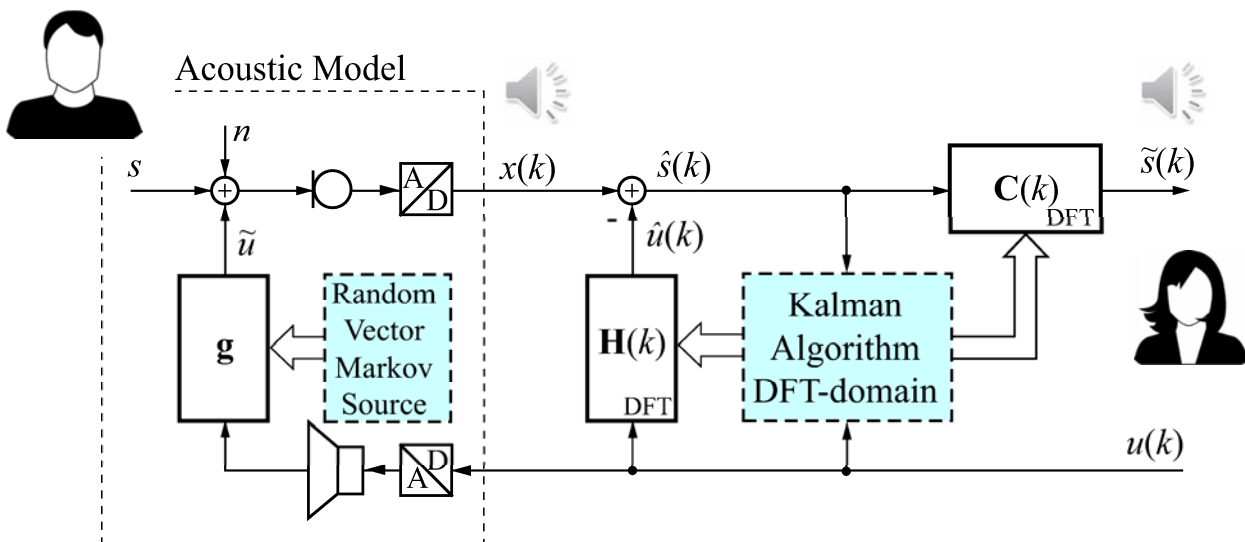 Acoustic Model
n
s
+
A
D
x(k)
+
ŝ(k)
C(k)
DFT
s̃(k)
ũ
-
û(k)
g
Random
Vector
Markov
Source
H(k)
DFT
Kalman
Algorithm
DFT-domain
D
A
u(k)